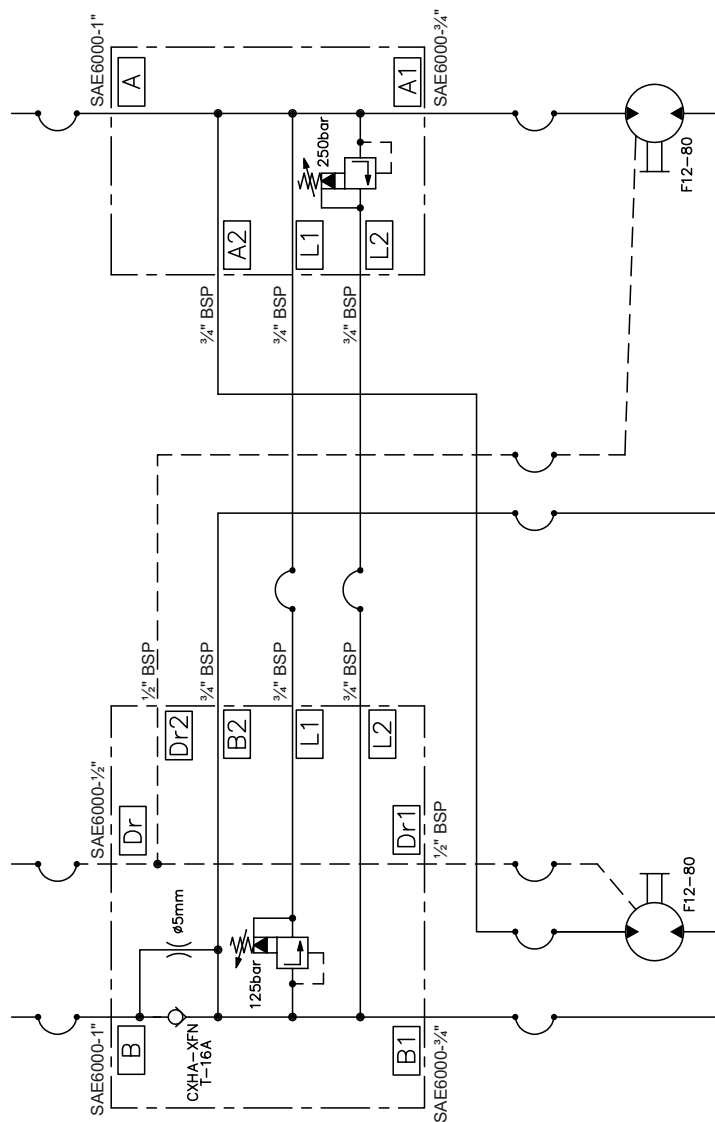 SAE6000-1"
A
SAE6000-¾"
A1
250bar
A2
L1
L2
¾" BSP
¾" BSP
¾" BSP
F12-80
½" BSP
¾" BSP
¾" BSP
¾" BSP
Dr2
B2
L1
L2
SAE6000-½"
Dr
Dr1
½" BSP
ø5mm
125bar
SAE6000-1"
B
CXHA-XFN
T-16A
B1
SAE6000-¾"
F12-80